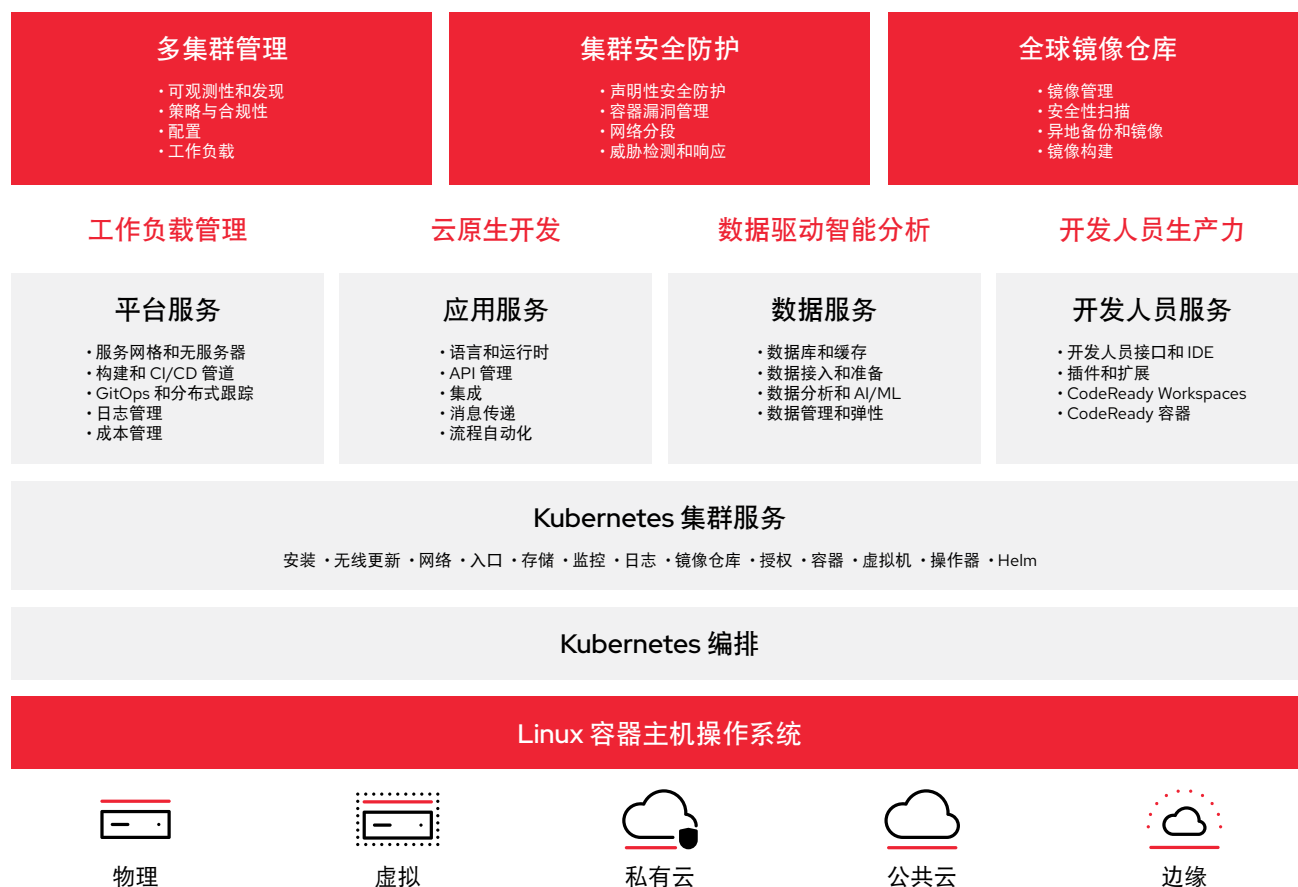 多集群管理
• 可观测性和发现
• 策略与合规性
• 配置
• 工作负载
集群安全防护
• 声明性安全防护
• 容器漏洞管理
• 网络分段
• 威胁检测和响应
全球镜像仓库
• 镜像管理
• 安全性扫描
• 异地备份和镜像
• 镜像构建
工作负载管理
云原生开发
数据驱动智能分析
开发人员生产力
平台服务
• 服务网格和无服务器
• 构建和 CI/CD 管道
• GitOps 和分布式跟踪
• 日志管理
• 成本管理
应用服务
• 语言和运行时
• API 管理
• 集成
• 消息传递
• 流程自动化
数据服务
• 数据库和缓存
• 数据接入和准备
• 数据分析和 AI/ML
• 数据管理和弹性
开发人员服务
• 开发人员接口和 IDE
• 插件和扩展
• CodeReady Workspaces
• CodeReady 容器
Kubernetes 集群服务
安装 • 无线更新 • 网络 • 入口 • 存储 • 监控 • 日志 • 镜像仓库 • 授权 • 容器 • 虚拟机 • 操作器 • Helm
Kubernetes 编排
Linux 容器主机操作系统
物理
虚拟
私有云
公共云
边缘